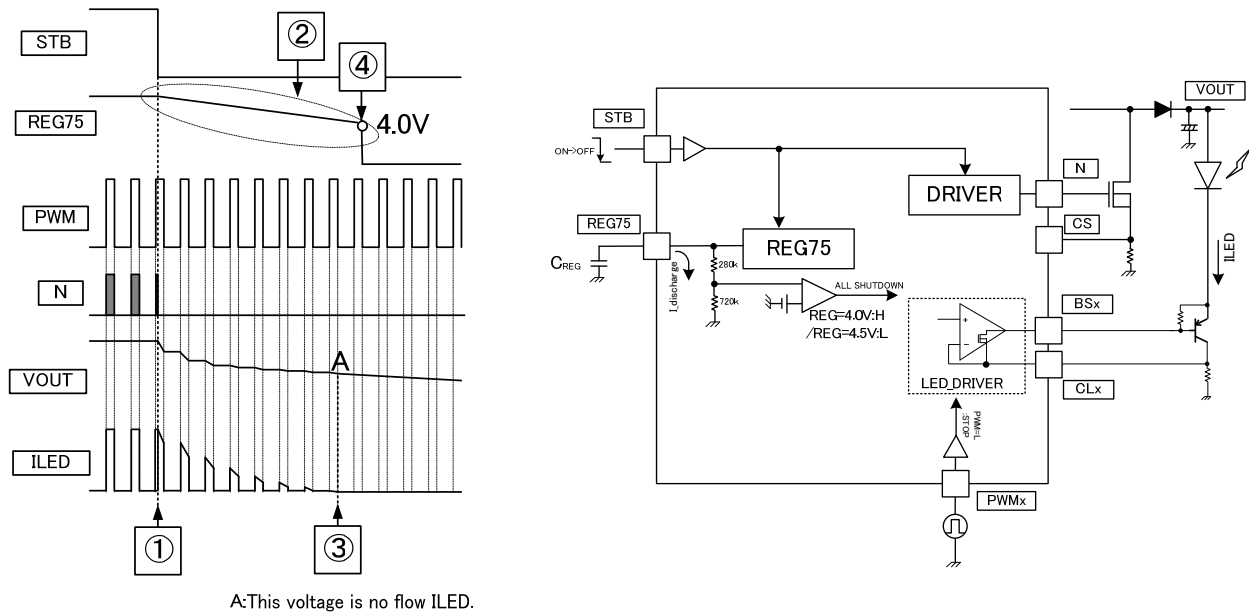 STB
②
④
REG75
4.0V
PWM
N
VOUT
A
ILED
①
③
A:This voltage is no flow ILED.
VOUT
STB
ON->OFF
N
DRIVER
CS
REG75
REG75
CREG
I_discharge
280k
720k
ALL SHUTDOWN
REG=4.0V:H
/REG=4.5V:L
ILED
BSx
+
-
LED_DRIVER
CLx
PWM=L
:STOP
PWMx